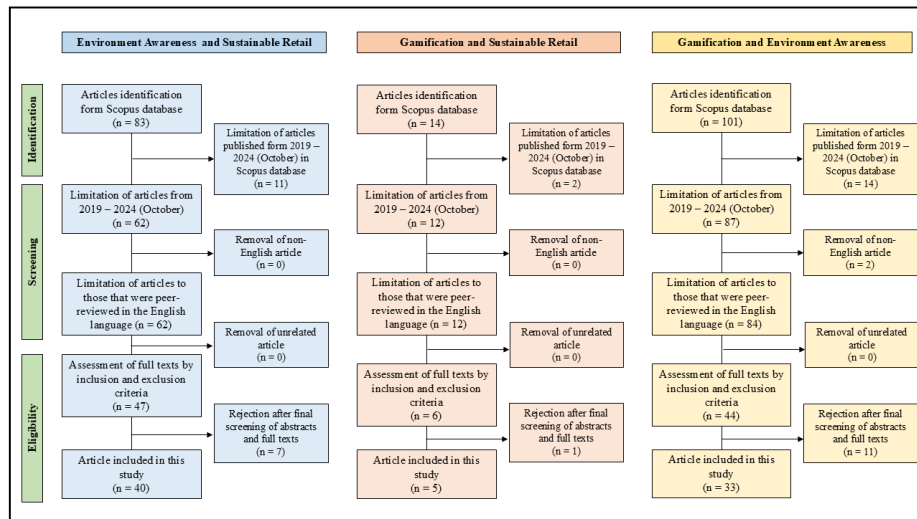 Environment Awareness and Sustainable Retail
Gamification and Sustainable Retail
Gamification and Environment Awareness
Identification
Articles identification
form Scopus database
(n = 83)
Limitation of articles
published form 2019 –
2024 (October) in
Scopus database
(n = 11)
Articles identification
form Scopus database
(n = 14)
Limitation of articles
published form 2019 –
2024 (October) in
Scopus database
(n = 2)
Articles identification
form Scopus database
(n = 101)
Limitation of articles
published form 2019 –
2024 (October) in
Scopus database
(n = 14)
Screening
Limitation of articles from
2019 – 2024 (October)
(n = 62)
Removal of non-
English article
(n = 0)
Limitation of articles to
those that were peer-
reviewed in the English
language (n = 62)
Removal of unrelated
article
(n = 0)
Limitation of articles from
2019 – 2024 (October)
(n = 12)
Removal of non-
English article
(n = 0)
Limitation of articles to
those that were peer-
reviewed in the English
language (n = 12)
Removal of unrelated
article
(n = 0)
Limitation of articles from
2019 – 2024 (October)
(n = 87)
Removal of non-
English article
(n = 2)
Limitation of articles to
those that were peer-
reviewed in the English
language (n = 84)
Removal of unrelated
article
(n = 0)
Eligibility
Assessment of full texts by
inclusion and exclusion
criteria
(n = 47)
Rejection after final
screening of abstracts
and full texts
(n = 7)
Article included in this
study
(n = 40)
Assessment of full texts by
inclusion and exclusion
criteria
(n = 6)
Rejection after final
screening of abstracts
and full texts
(n = 1)
Article included in this
study
(n = 5)
Assessment of full texts by
inclusion and exclusion
criteria
(n = 44)
Rejection after final
screening of abstracts
and full texts
(n = 11)
Article included in this
study
(n = 33)